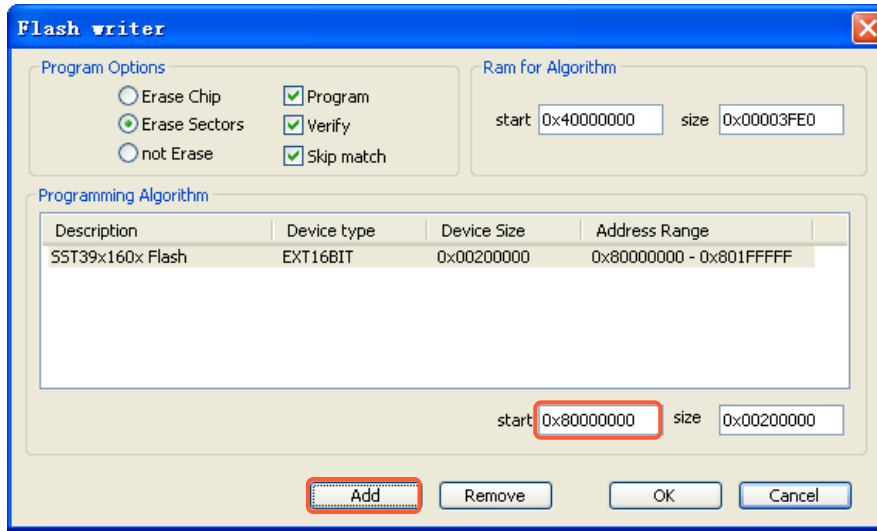 Flash writer
Program Options
Erase Chip
Program
Erase Sectors
Verify
not Erase
Skip match
Ram for Algorithm
start 0x40000000 size 0x00003FE0
Programming Algorithm
Description Device type Device Size Address Range
SST39x160x Flash EXT16BIT 0x00200000 0x80000000 - 0x801FFFFF
start 0x80000000 size 0x00200000
Add Remove OK Cancel